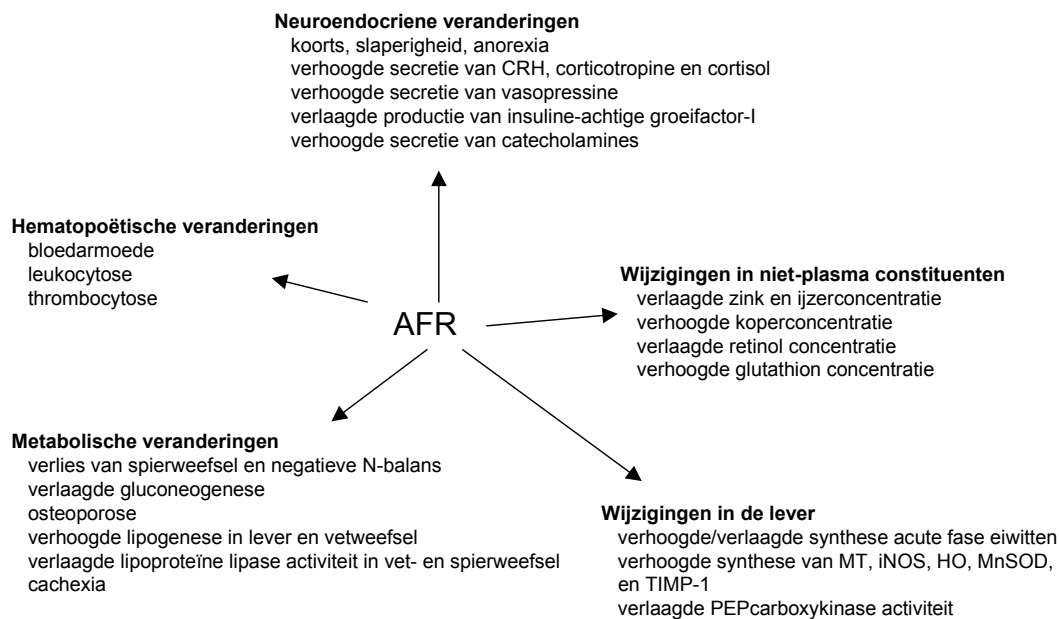 Neuroendocriene veranderingen
koorts, slaperigheid, anorexia
verhoogde secretie van CRH, corticotropine en cortisol
verhoogde secretie van vasopressine
verlaagde productie van insuline-achtige groeifactor-I
verhoogde secretie van catecholamines
Hematopoëtische veranderingen
bloedarmoede
leukocytose
thrombocytose
Wijzigingen in niet-plasma constituenten
verlaagde zink en ijzerconcentratie
verhoogde koperconcentratie
verlaagde retinol concentratie
verhoogde glutathion concentratie
AFR
Metabolische veranderingen
verlies van spierweefsel en negatieve N-balans
verlaagde gluconeogenese
osteoporose
verhoogde lipogenese in lever en vetweefsel
verlaagde lipoproteïne lipase activiteit in vet- en spierweefsel
cachexia
Wijzigingen in de lever
verhoogde/verlaagde synthese acute fase eiwitten
verhoogde synthese van MT, iNOS, HO, MnSOD,
en TIMP-1
verlaagde PEPcarboxykinase activiteit